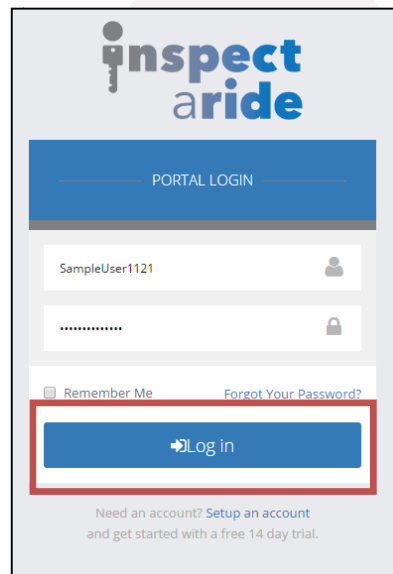 inspect
aride
PORTAL LOGIN
SampleUser1121
••••••••••••••
Remember Me Forgot Your Password?
Log in
Need an account? Setup an account
and get started with a free 14 day trial.